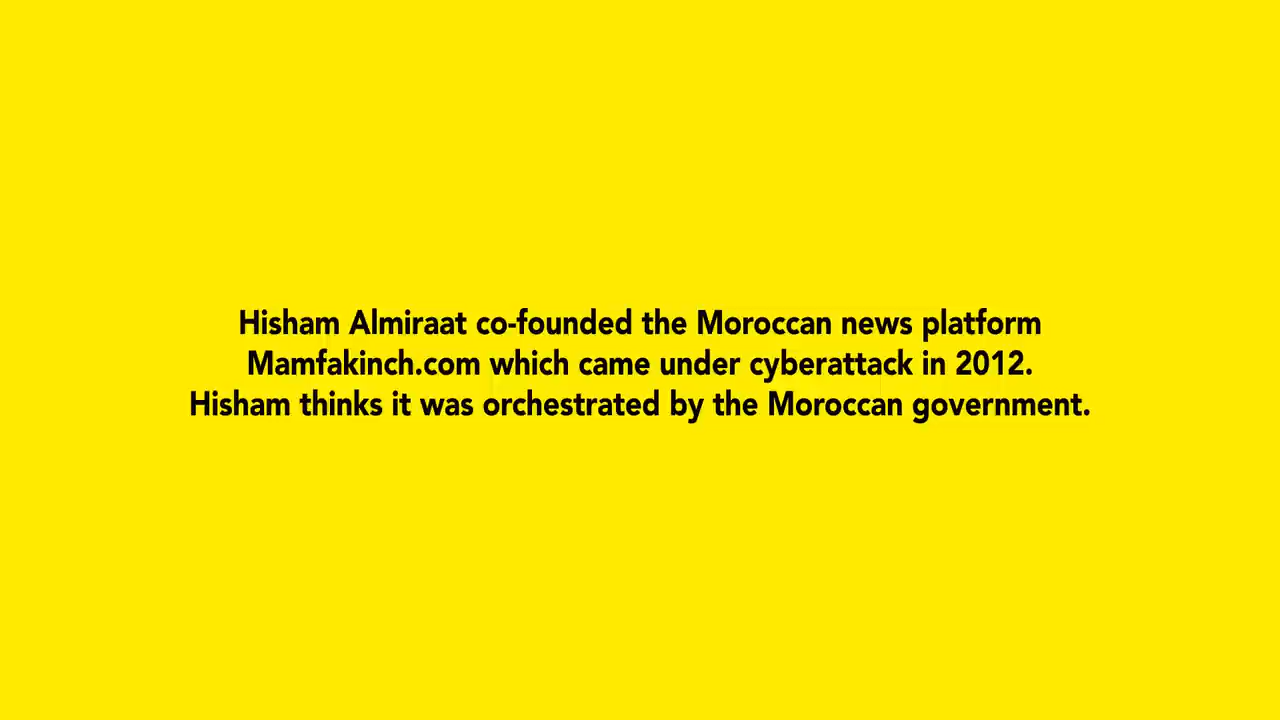 Hisham Almiraat co-founded the Moroccan news platform
Mamfakinch.com which came under cyberattack in 2012.
Hisham thinks it was orchestrated by the Moroccan government.